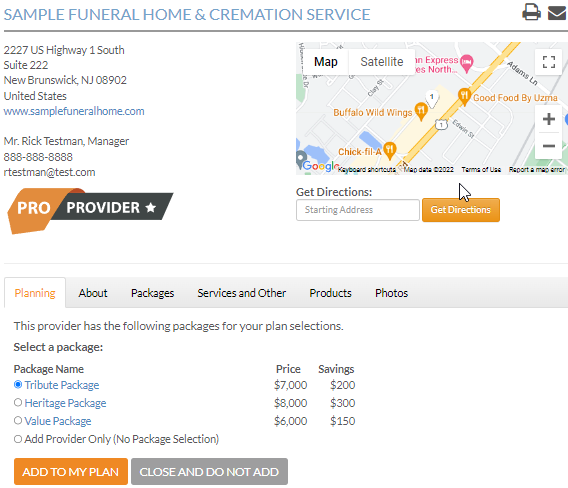 SAMPLE FUNERAL HOME & CREMATION SERVICE
2227 US Highway 1 South
Suite 222
New Brunswick, NJ 08902
United States
www.samplefuneralhome.com
Mr. Rick Testman, Manager
888-888-8888
rtestman@test.com
PRO PROVIDER
Map Satellite
n Express
es North...
Adams Ln
Clay St
1
Good Food By Uzma
Buffalo Wild Wings
1
Edwin St
Chick-fil-A
+
−
Google
Keyboard shortcuts Map data ©2022 Terms of Use Report a map error
Get Directions:
Starting Address Get Directions
Planning About Packages Services and Other Products Photos
This provider has the following packages for your plan selections.
Select a package:
Package Name Price Savings
Tribute Package $7,000 $200
Heritage Package $8,000 $300
Value Package $6,000 $150
Add Provider Only (No Package Selection)
ADD TO MY PLAN CLOSE AND DO NOT ADD